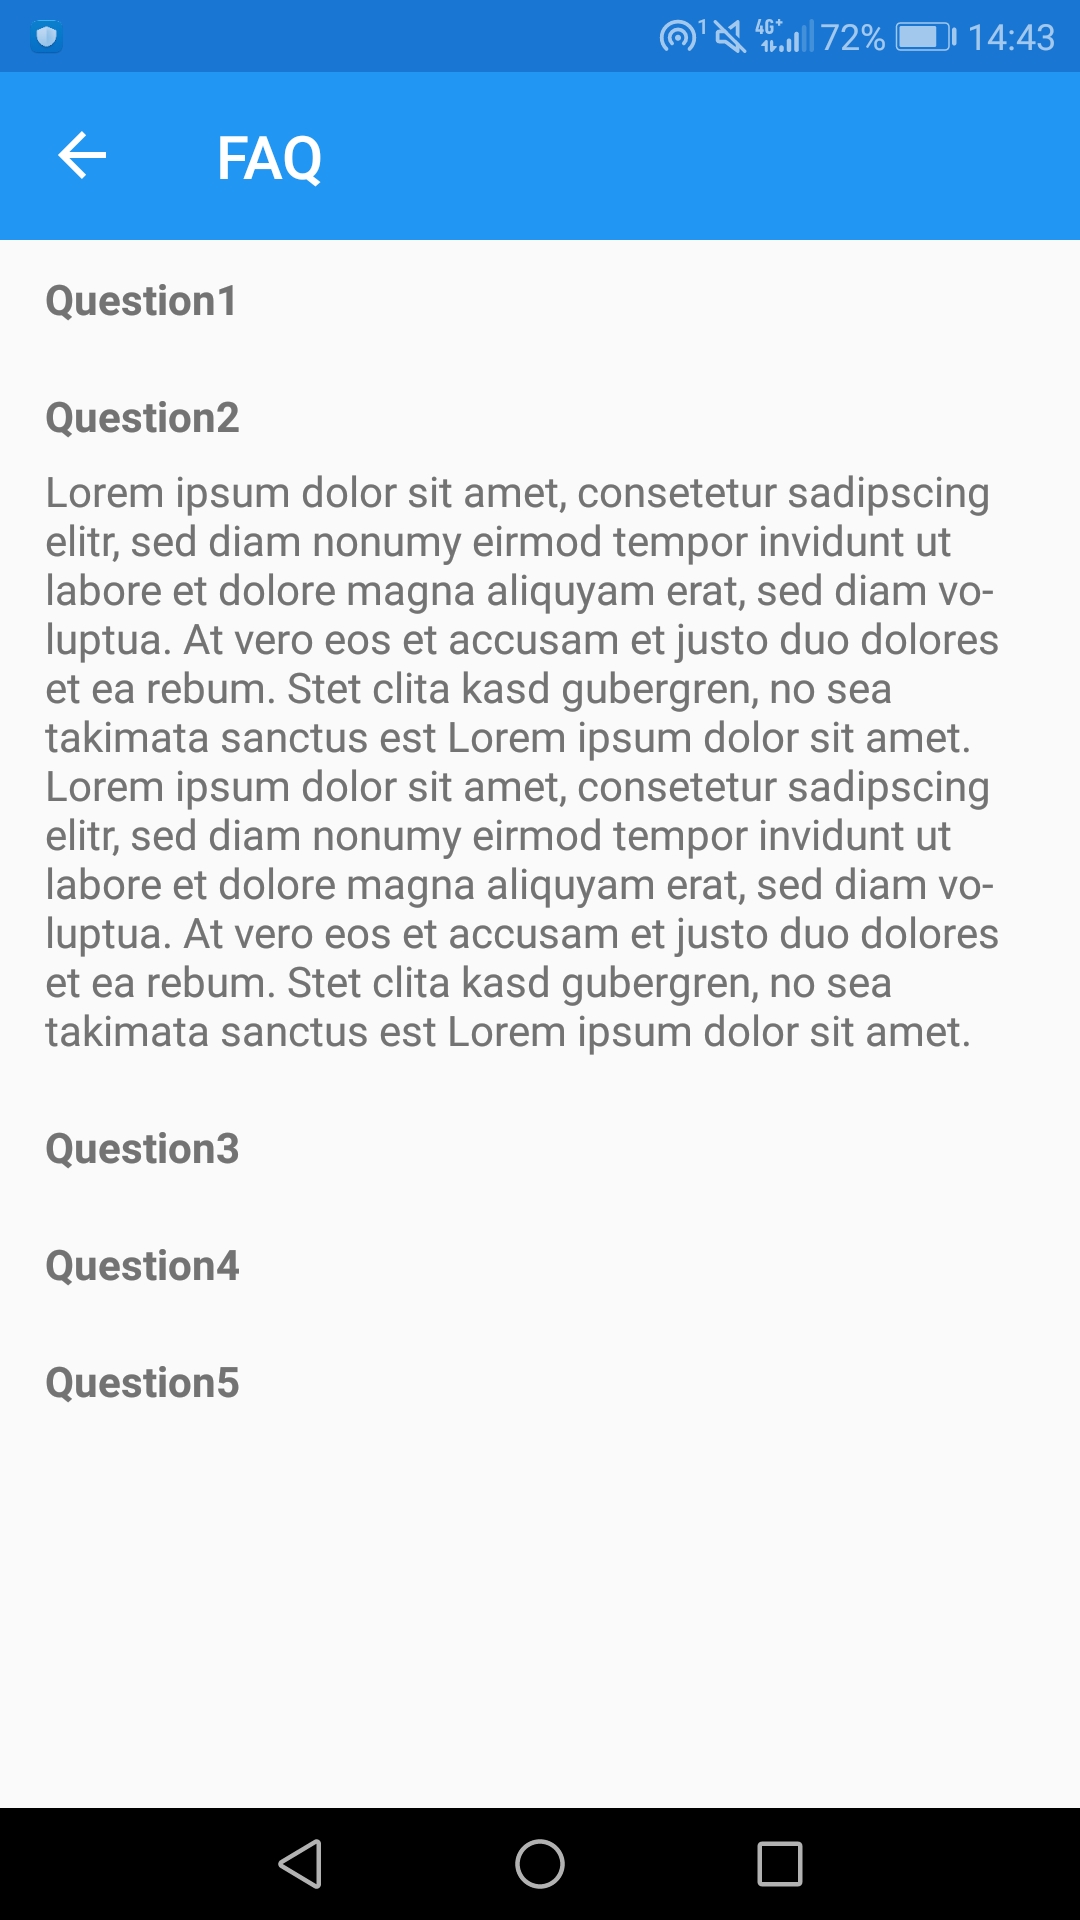 1 4G+ 72% 14:43
FAQ
Question1
Question2
Lorem ipsum dolor sit amet, consetetur sadipscing
elitr, sed diam nonumy eirmod tempor invidunt ut
labore et dolore magna aliquyam erat, sed diam vo-
luptua. At vero eos et accusam et justo duo dolores
et ea rebum. Stet clita kasd gubergren, no sea
takimata sanctus est Lorem ipsum dolor sit amet.
Lorem ipsum dolor sit amet, consetetur sadipscing
elitr, sed diam nonumy eirmod tempor invidunt ut
labore et dolore magna aliquyam erat, sed diam vo-
luptua. At vero eos et accusam et justo duo dolores
et ea rebum. Stet clita kasd gubergren, no sea
takimata sanctus est Lorem ipsum dolor sit amet.
Question3
Question4
Question5